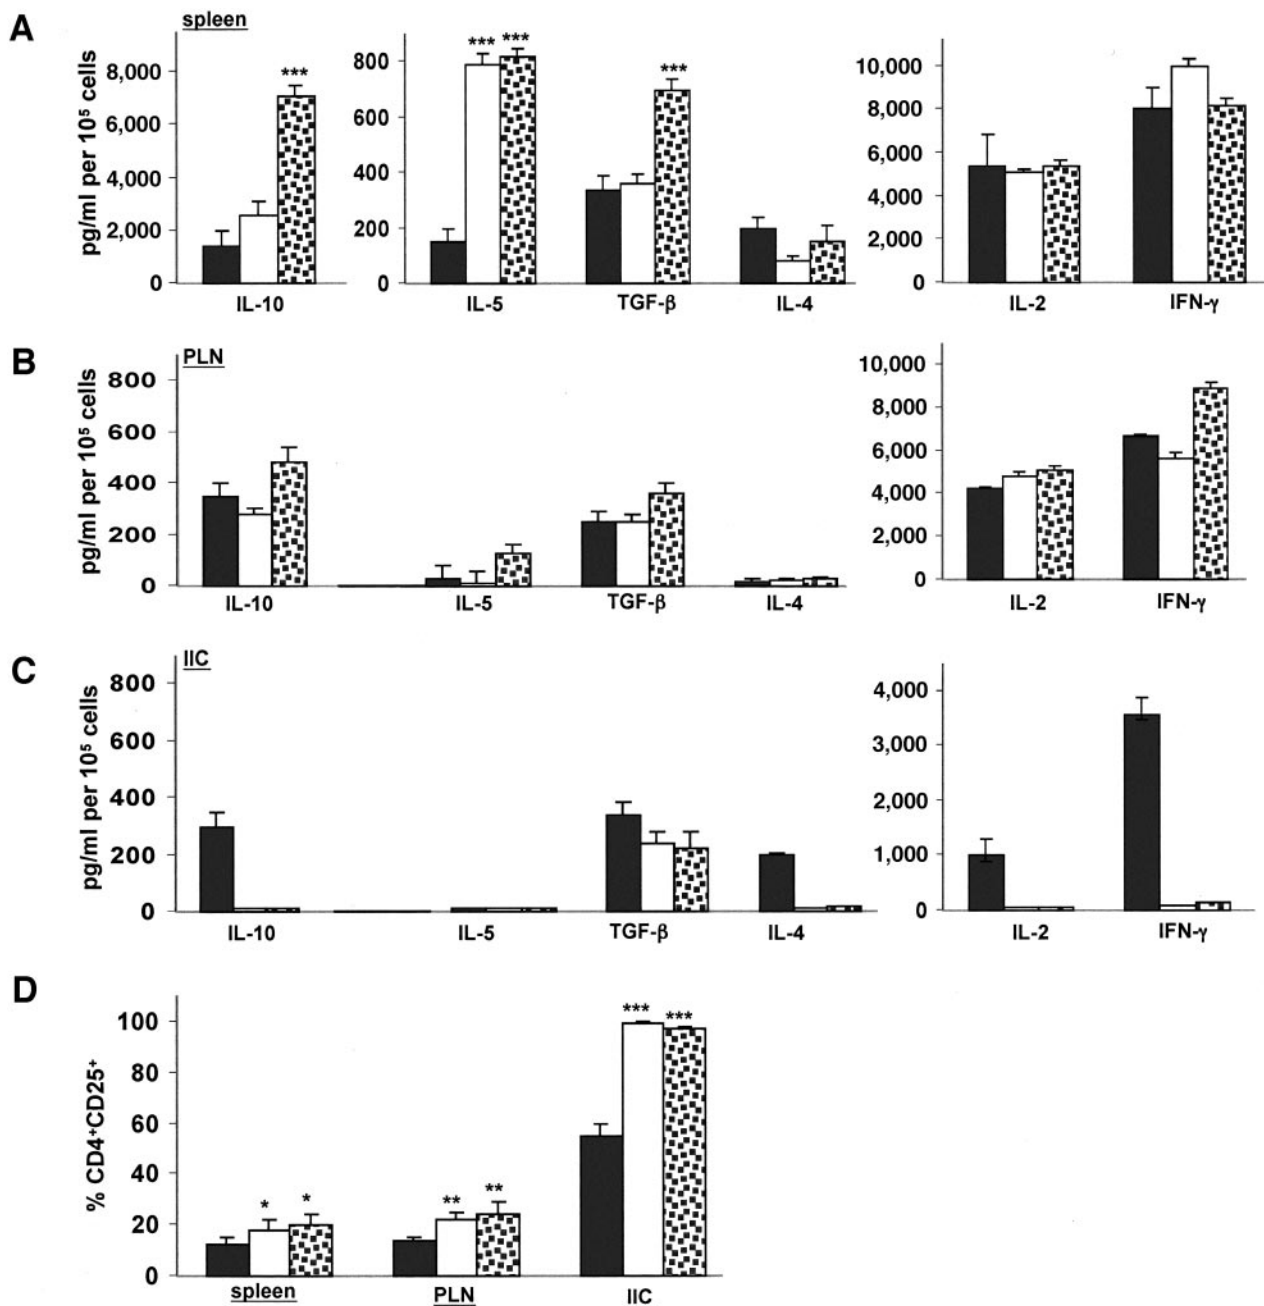 A
spleen
pg/ml per 10⁵ cells
8,000
6,000
4,000
2,000
0
***
IL-10
800
600
400
200
0
*** ***
***
IL-5 TGF-β IL-4
10,000
8,000
6,000
4,000
2,000
0
IL-2 IFN-γ
B
PLN
pg/ml per 10⁵ cells
800
600
400
200
0
IL-10 IL-5 TGF-β IL-4
10,000
8,000
6,000
4,000
2,000
0
IL-2 IFN-γ
C
IIC
pg/ml per 10⁵ cells
800
600
400
200
0
IL-10 IL-5 TGF-β IL-4
4,000
3,000
2,000
1,000
0
IL-2 IFN-γ
D
% CD4⁺CD25⁺
100
80
60
40
20
0
* *
** **
*** ***
spleen PLN IIC